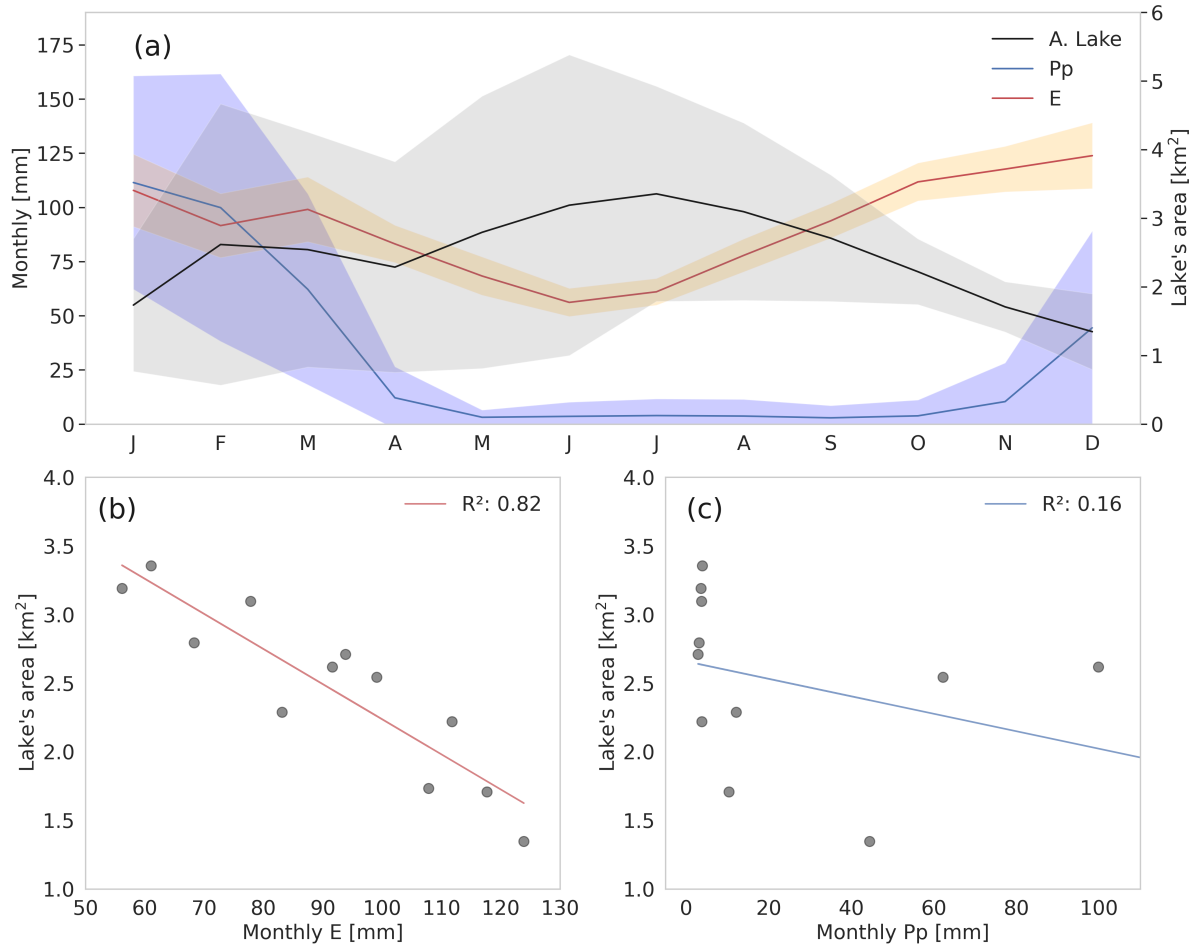 (a)
A. Lake
Pp
E
Monthly [mm]
175
150
125
100
75
50
25
0
6
5
4
3
2
1
0
Lake's area [km²]
J F M A M J J A S O N D
(b)
R²: 0.82
Lake's area [km²]
4.0
3.5
3.0
2.5
2.0
1.5
1.0
50 60 70 80 90 100 110 120 130
Monthly E [mm]
(c)
R²: 0.16
Lake's area [km²]
4.0
3.5
3.0
2.5
2.0
1.5
1.0
0 20 40 60 80 100
Monthly Pp [mm]